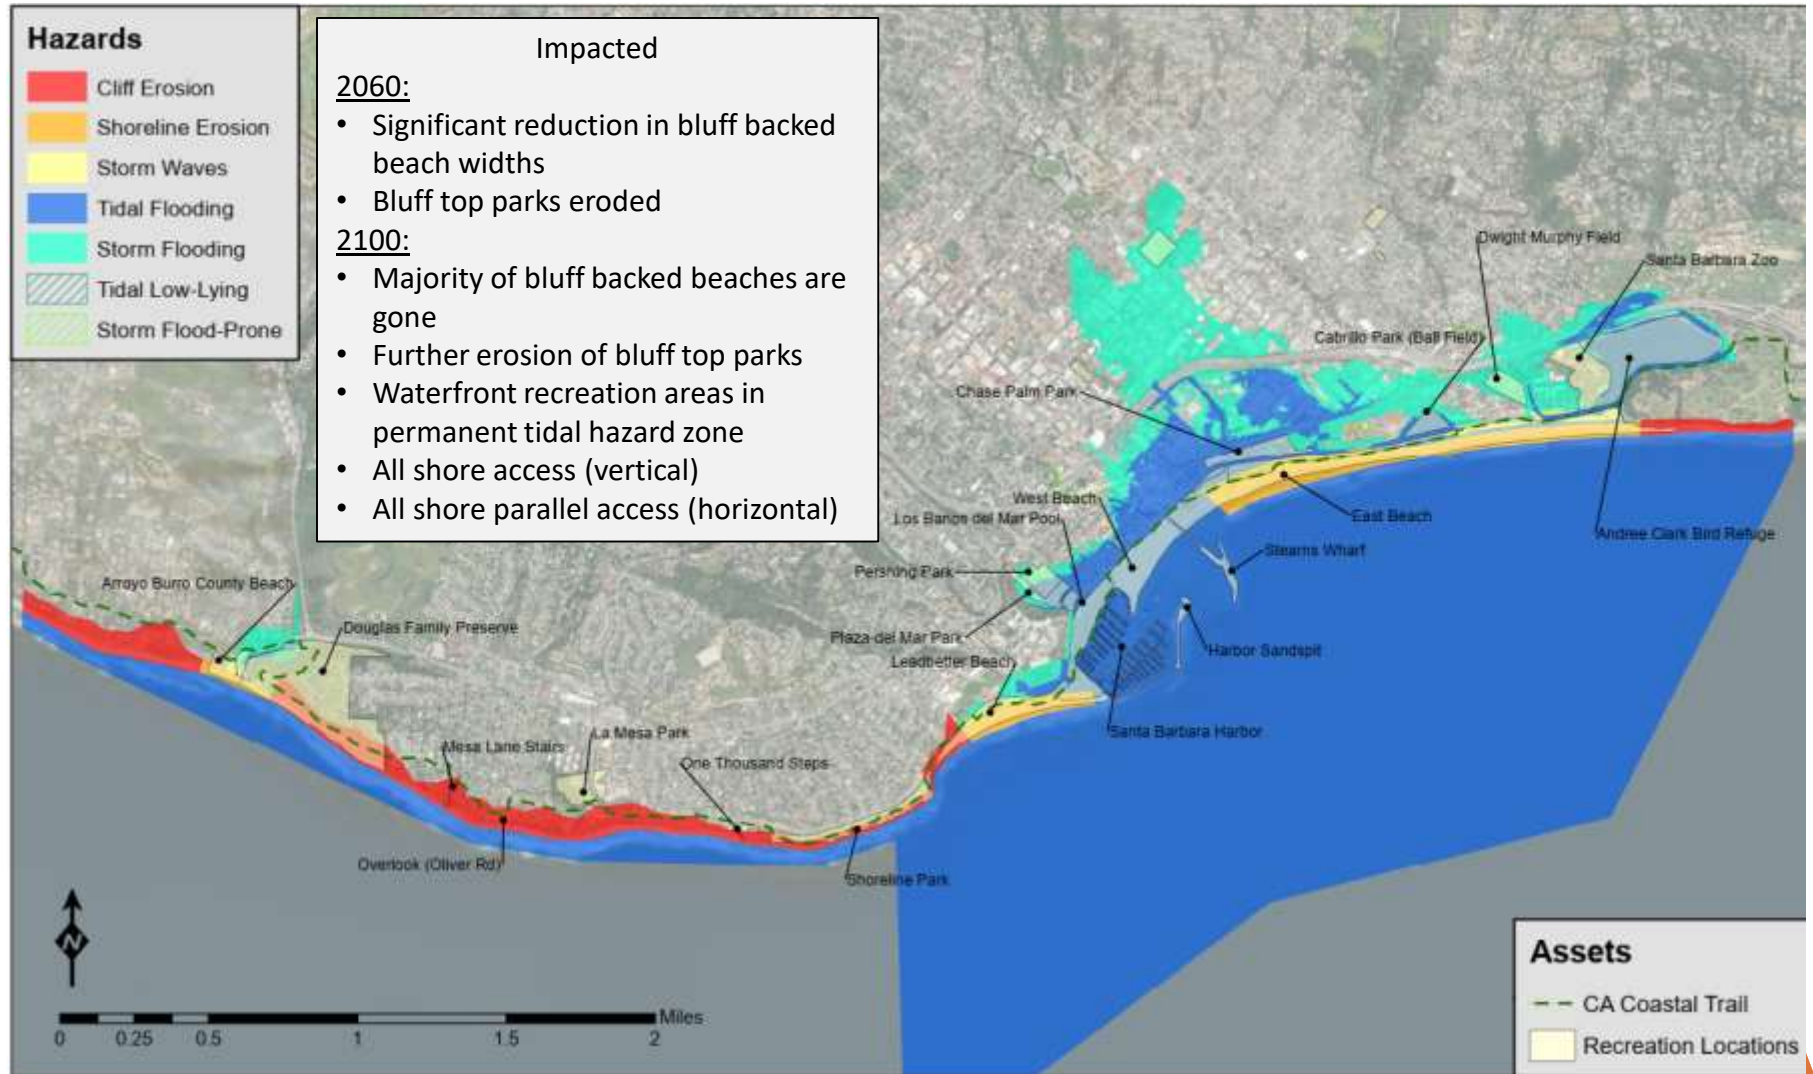 Hazards
Cliff Erosion
Shoreline Erosion
Storm Waves
Tidal Flooding
Storm Flooding
Tidal Low-Lying
Storm Flood-Prone
Impacted
2060:
• Significant reduction in bluff backed
beach widths
• Bluff top parks eroded
2100:
• Majority of bluff backed beaches are
gone
• Further erosion of bluff top parks
• Waterfront recreation areas in
permanent tidal hazard zone
• All shore access (vertical)
• All shore parallel access (horizontal)
Dwight Murphy Field
Santa Barbara Zoo
Cabrillo Park (Ball Field)
Chase Palm Park
West Beach
Los Banos del Mar Pool
East Beach
Andree Clark Bird Refuge
Stearns Wharf
Pershing Park
Arroyo Burro County Beach
Douglas Family Preserve
Plaza del Mar Park
Harbor Sandspit
Leadbetter Beach
Santa Barbara Harbor
Mesa Lane Stairs
La Mesa Park
One Thousand Steps
Overlook (Oliver Rd)
Shoreline Park
N
Miles
0 0.25 0.5 1 1.5 2
Assets
CA Coastal Trail
Recreation Locations